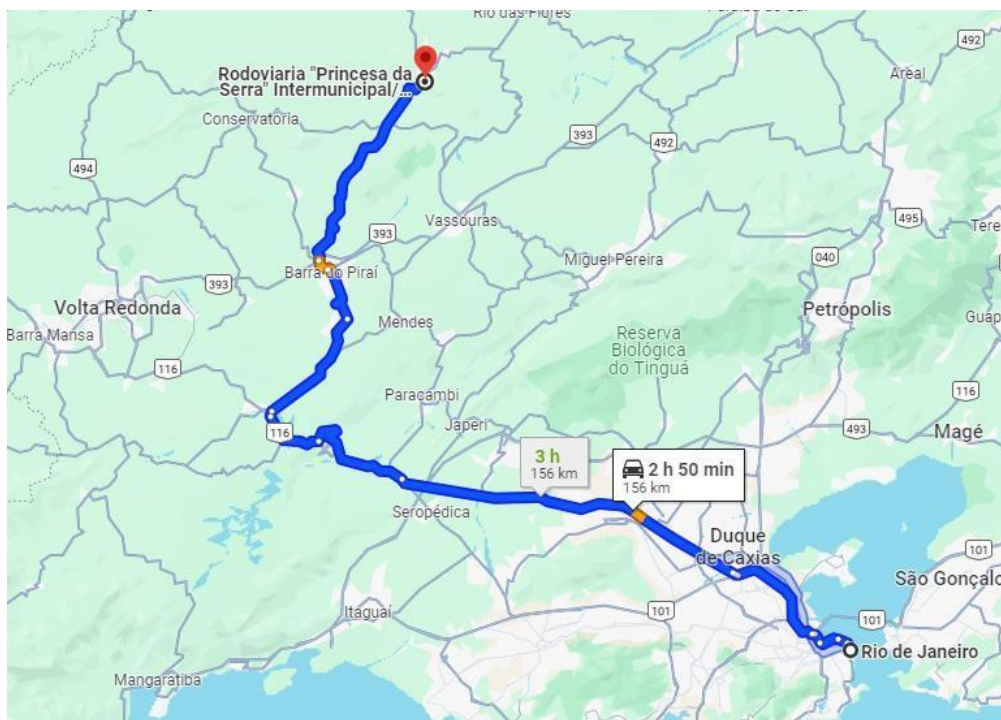 RIO das FLORES
492
Rodoviaria "Princesa da
Serra" Intermunicipal/...
Areal
Conservatória
393
492
494
Vassouras
495
393
Miguel Pereira
040
Barra do Piraí
393
Volta Redonda
Petrópolis
Mendes
Barra Mansa
Reserva
Biológica
do Tinguá
116
Paracambi
116
Japeri
116
493
Magé
3 h
156 km
2 h 50 min
156 km
Seropédica
Duque
de Caxias
101
São Gonçalo
Itaguaí
101
101
Rio de Janeiro
Mangaratiba